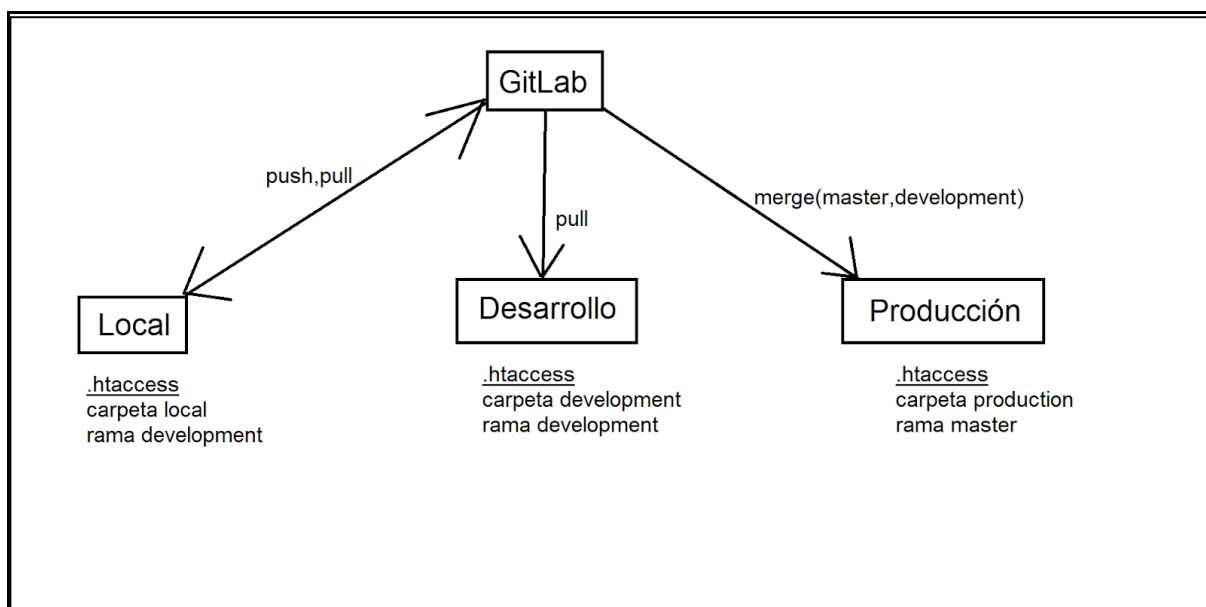 GitLab
push,pull
merge(master,development)
pull
Local
Desarrollo
Producción
.htaccess
carpeta local
rama development
.htaccess
carpeta development
rama development
.htaccess
carpeta production
rama master